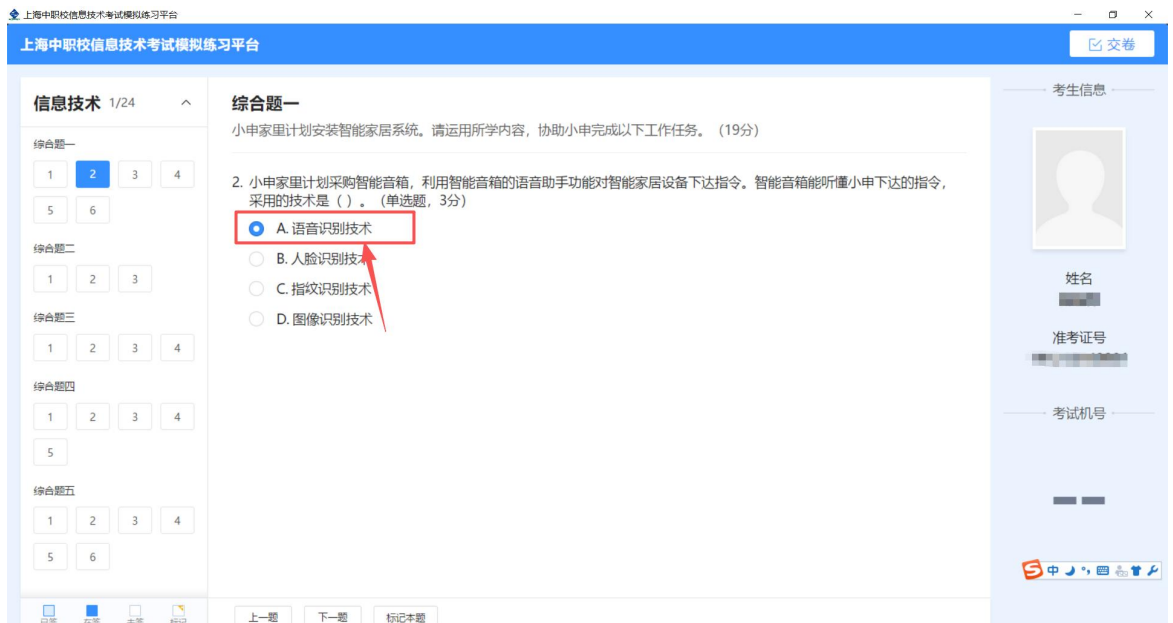 上海中职校信息技术考试模拟练习平台
上海中职校信息技术考试模拟练习平台
交卷
信息技术 1/24
综合题一
1 2 3 4
5 6
综合题二
1 2 3
综合题三
1 2 3 4
综合题四
1 2 3 4
5
综合题五
1 2 3 4
5 6
已答 在答 未答 标记
综合题一
小申家里计划安装智能家居系统。请运用所学内容，协助小申完成以下工作任务。（19分）
2. 小申家里计划采购智能音箱，利用智能音箱的语音助手功能对智能家居设备下达指令。智能音箱能听懂小申下达的指令，
采用的技术是（ ）。（单选题，3分）
A. 语音识别技术
B. 人脸识别技术
C. 指纹识别技术
D. 图像识别技术
上一题 下一题 标记本题
考生信息
姓名
准考证号
考试机号
中